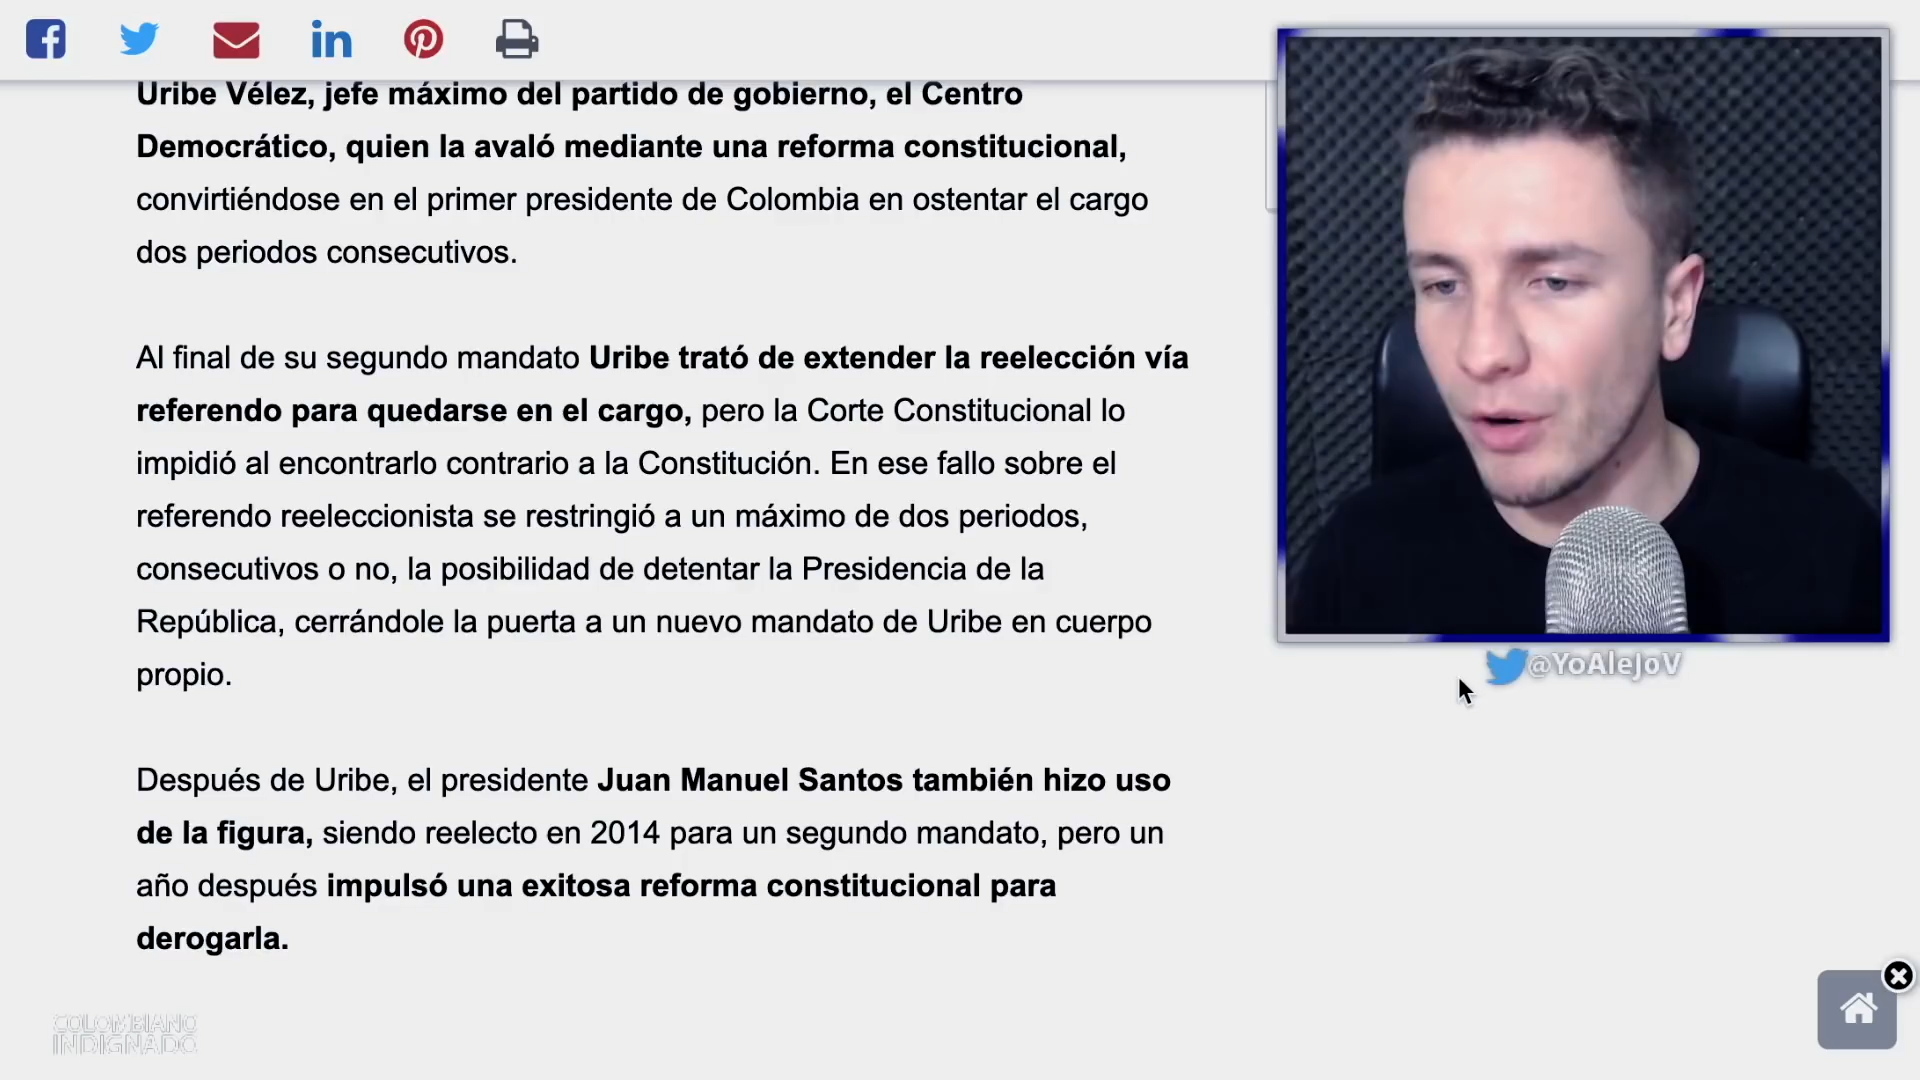 Uribe Vélez, jefe máximo del partido de gobierno, el Centro
Democrático, quien la avaló mediante una reforma constitucional,
convirtiéndose en el primer presidente de Colombia en ostentar el cargo
dos periodos consecutivos.
Al final de su segundo mandato Uribe trató de extender la reelección vía
referendo para quedarse en el cargo, pero la Corte Constitucional lo
impidió al encontrarlo contrario a la Constitución. En ese fallo sobre el
referendo reeleccionista se restringió a un máximo de dos periodos,
consecutivos o no, la posibilidad de detentar la Presidencia de la
República, cerrándole la puerta a un nuevo mandato de Uribe en cuerpo
propio.
Después de Uribe, el presidente Juan Manuel Santos también hizo uso
de la figura, siendo reelecto en 2014 para un segundo mandato, pero un
año después impulsó una exitosa reforma constitucional para
derogarla.
@YoAleJoV
COLOMBIANO
INDIGNADO